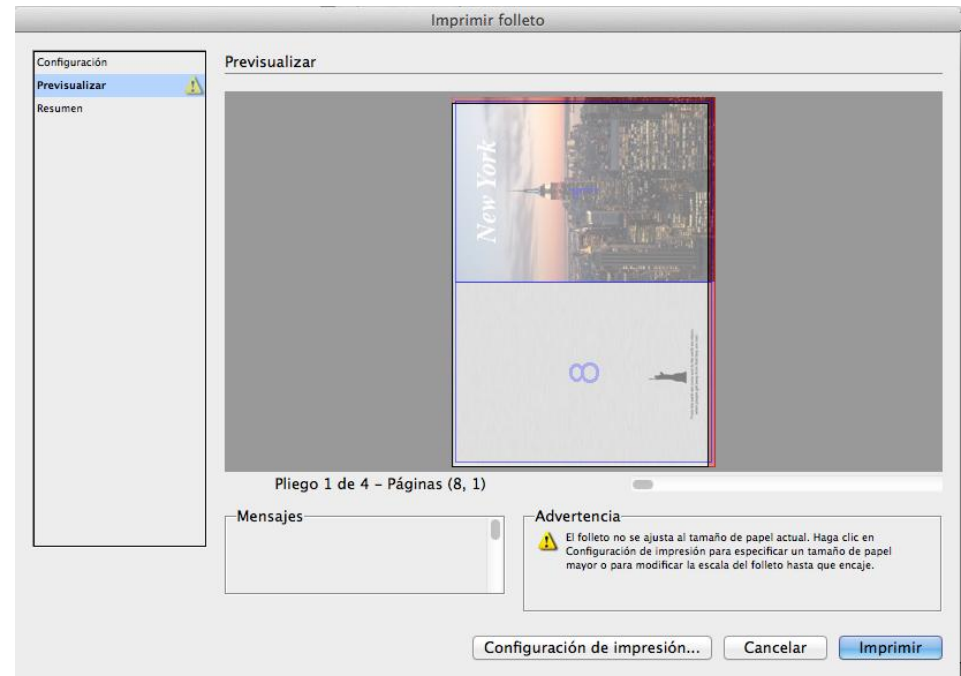 Imprimir folleto
Configuración
Previsualizar
Resumen
Previsualizar
New York
8
Pliego 1 de 4 – Páginas (8, 1)
Mensajes
Advertencia
El folleto no se ajusta al tamaño de papel actual. Haga clic en
Configuración de impresión para especificar un tamaño de papel
mayor o para modificar la escala del folleto hasta que encaje.
Configuración de impresión...
Cancelar
Imprimir